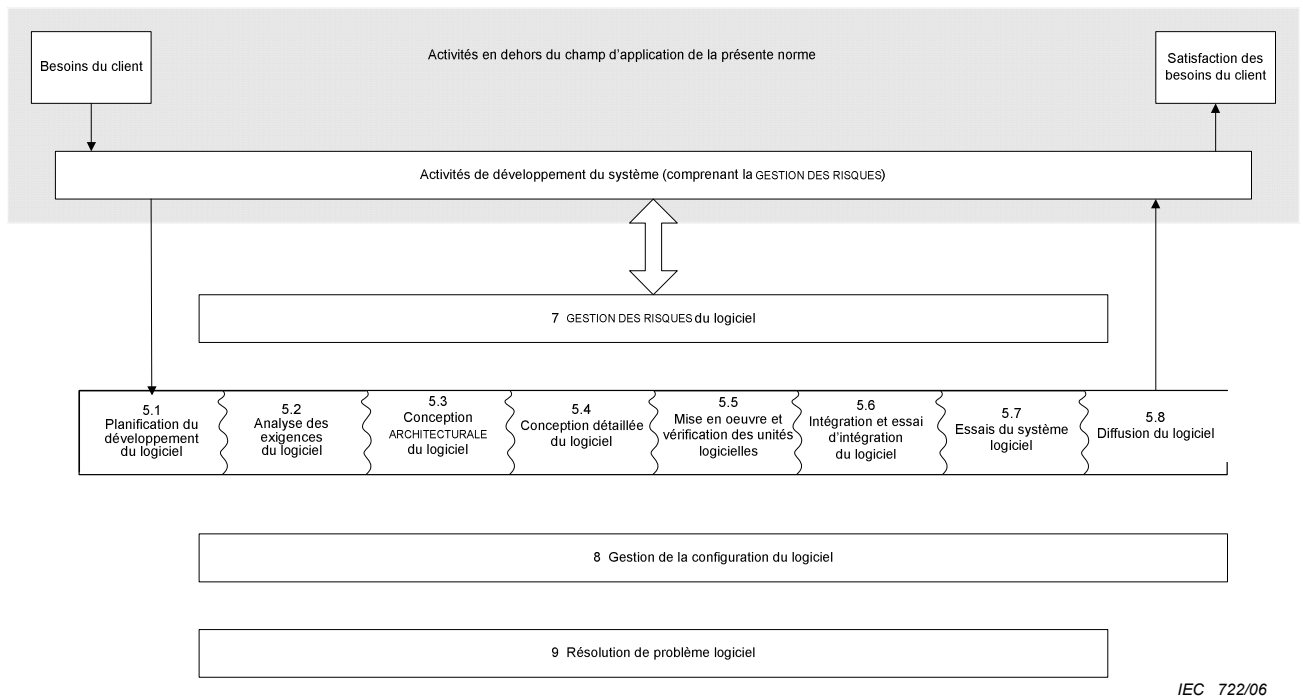 Besoins du client
Activités en dehors du champ d'application de la présente norme
Satisfaction des
besoins du client
Activités de développement du système (comprenant la GESTION DES RISQUES)
7 GESTION DES RISQUES du logiciel
5.1
Planification du
développement
du logiciel
5.2
Analyse des
exigences
du logiciel
5.3
Conception
ARCHITECTURALE
du logiciel
5.4
Conception détaillée
du logiciel
5.5
Mise en oeuvre et
vérification des unités
logicielles
5.6
Intégration et essai
d'intégration
du logiciel
5.7
Essais du système
logiciel
5.8
Diffusion du logiciel
8 Gestion de la configuration du logiciel
9 Résolution de problème logiciel
IEC 722/06